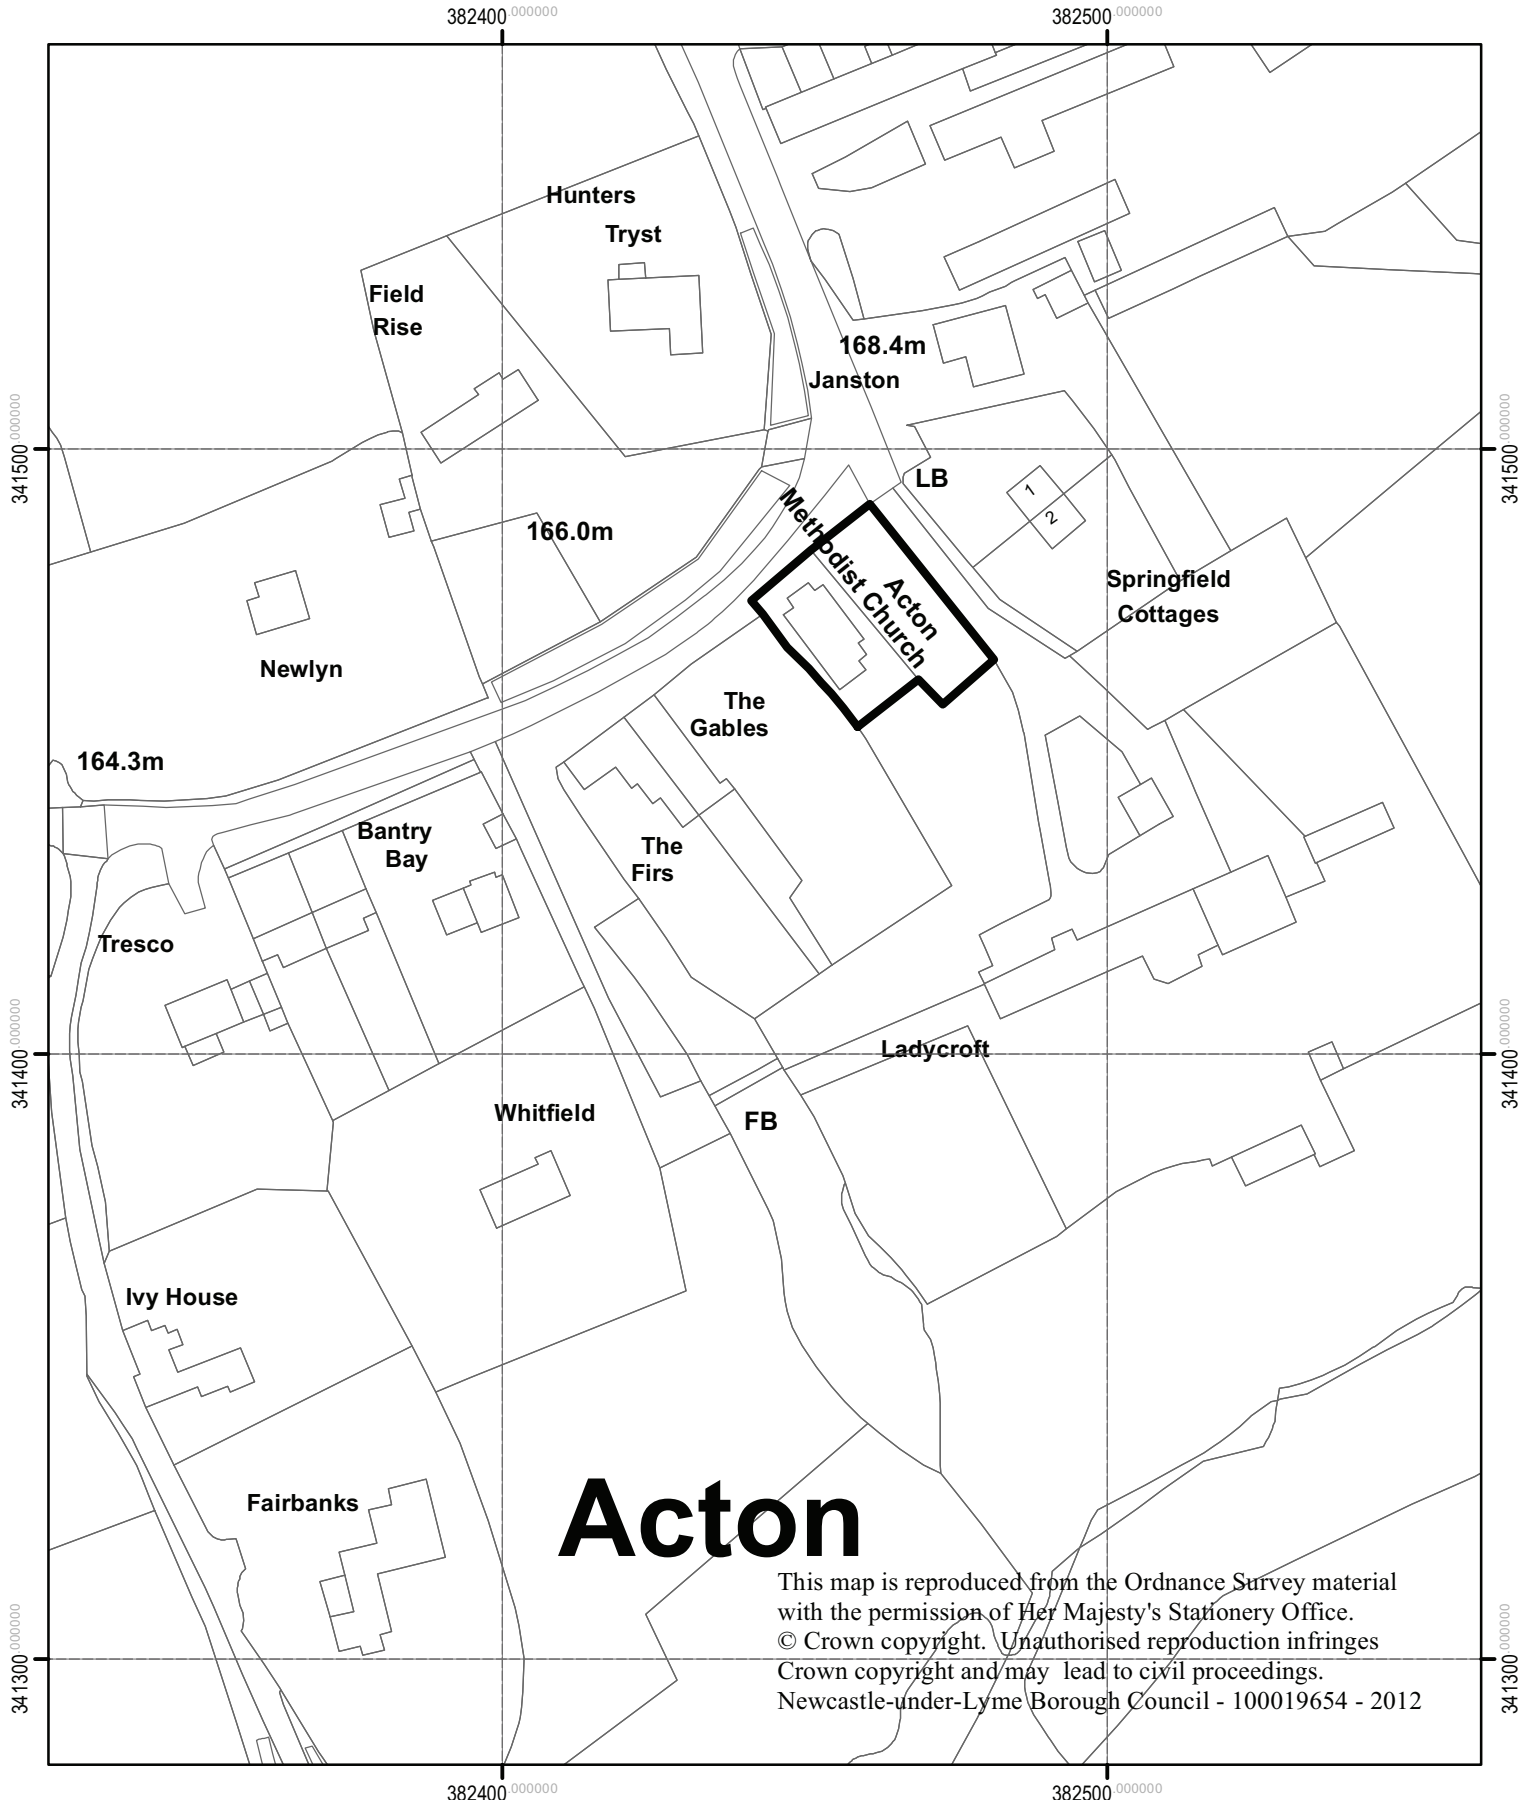 382400.000000
382500.000000
Hunters
Tryst
Field
Rise
168.4m
Janston
341500.000000
341500.000000
LB
1
2
166.0m
Acton
Methodist Church
Springfield
Cottages
Newlyn
The
Gables
164.3m
Bantry
Bay
The
Firs
Tresco
341400.000000
341400.000000
Ladycroft
Whitfield
FB
Ivy House
Fairbanks
Acton
This map is reproduced from the Ordnance Survey material
with the permission of Her Majesty's Stationery Office.
© Crown copyright. Unauthorised reproduction infringes
Crown copyright and may lead to civil proceedings.
Newcastle-under-Lyme Borough Council - 100019654 - 2012
341300.000000
341300.000000
382400.000000
382500.000000